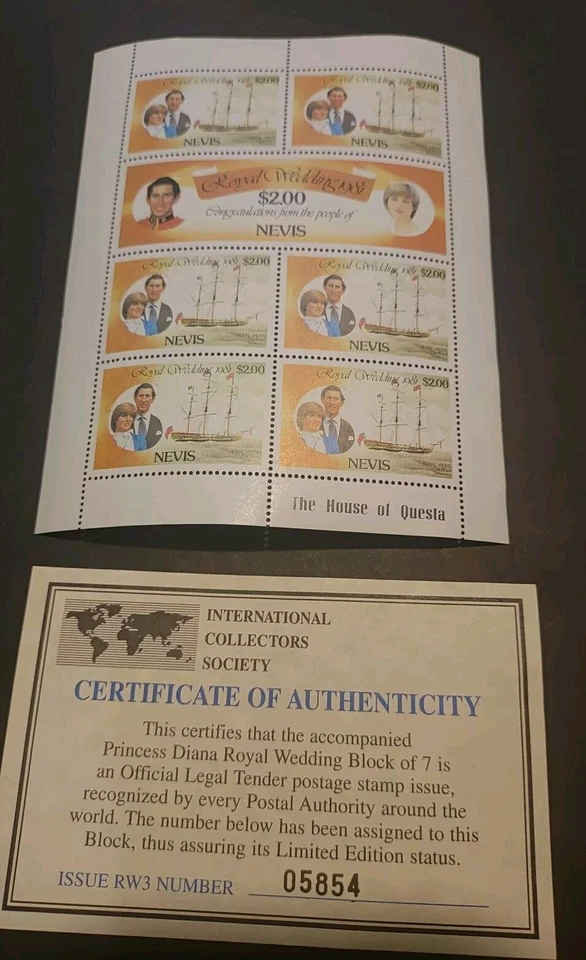 Royal Wedding 1981 $2.00
NEVIS
Royal Wedding 1981 $2.00
NEVIS
Royal Wedding 1981
$2.00
Congratulations from the people of
NEVIS
Royal Wedding 1981 $2.00
NEVIS
Royal Wedding 1981 $2.00
NEVIS
Royal Wedding 1981 $2.00
NEVIS
Royal Wedding 1981 $2.00
NEVIS
The House of Questa
INTERNATIONAL
COLLECTORS
SOCIETY
CERTIFICATE OF AUTHENTICITY
This certifies that the accompanied
Princess Diana Royal Wedding Block of 7 is
an Official Legal Tender postage stamp issue,
recognized by every Postal Authority around the
world. The number below has been assigned to this
Block, thus assuring its Limited Edition status.
ISSUE RW3 NUMBER 05854